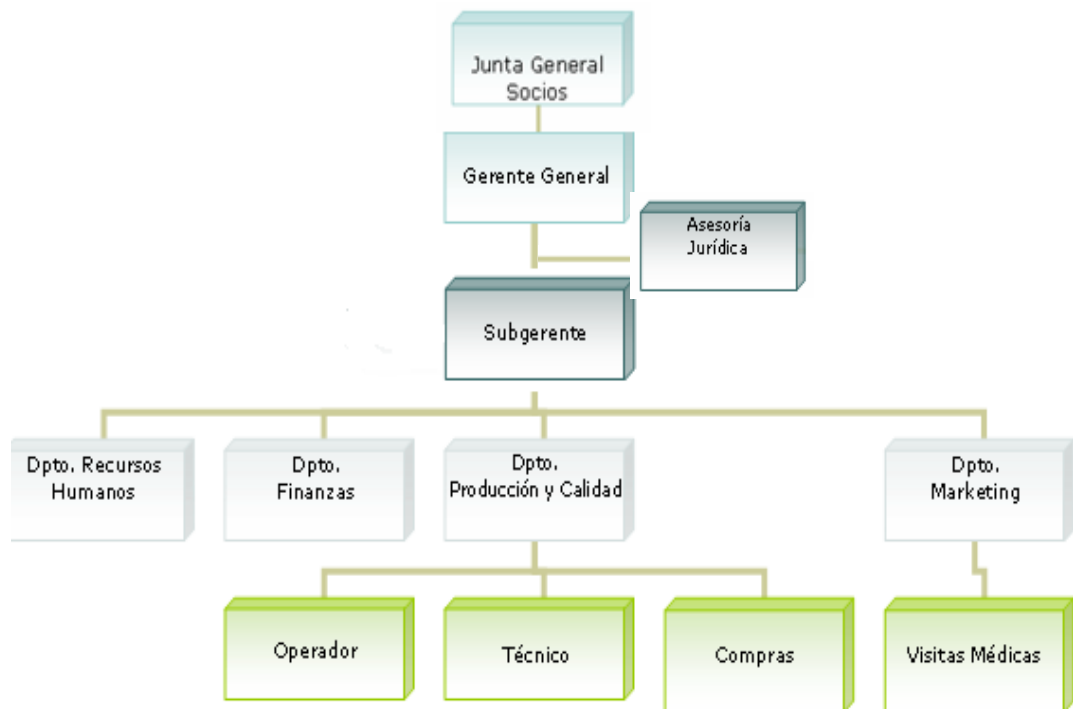 Junta General
Socios
Gerente General
Asesoría
Jurídica
Subgerente
Dpto. Recursos
Humanos
Dpto.
Finanzas
Dpto.
Producción y Calidad
Dpto.
Marketing
Operador
Técnico
Compras
Visitas Médicas